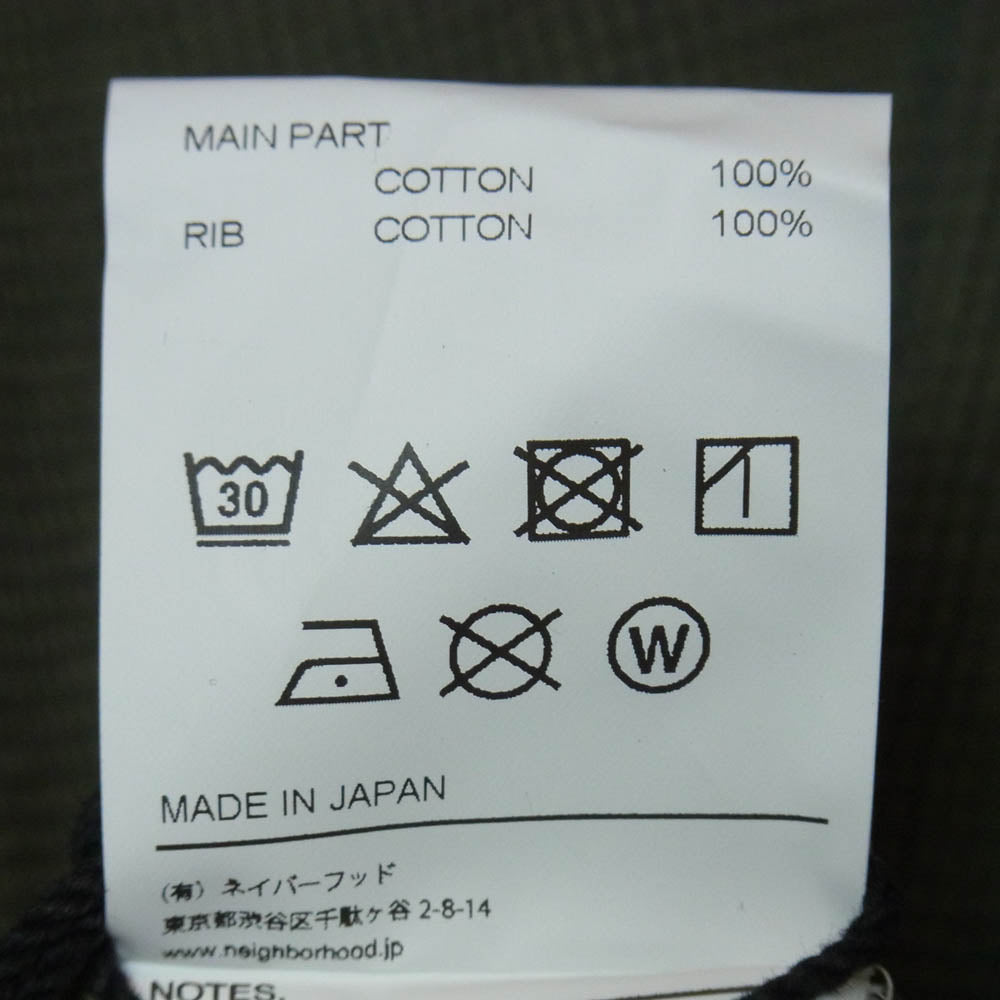 MAIN PART
COTTON 100%
RIB COTTON 100%
30
W
MADE IN JAPAN
(有) ネイバーフッド
東京都渋谷区千駄ヶ谷 2-8-14
www.neighborhood.jp
NOTES.